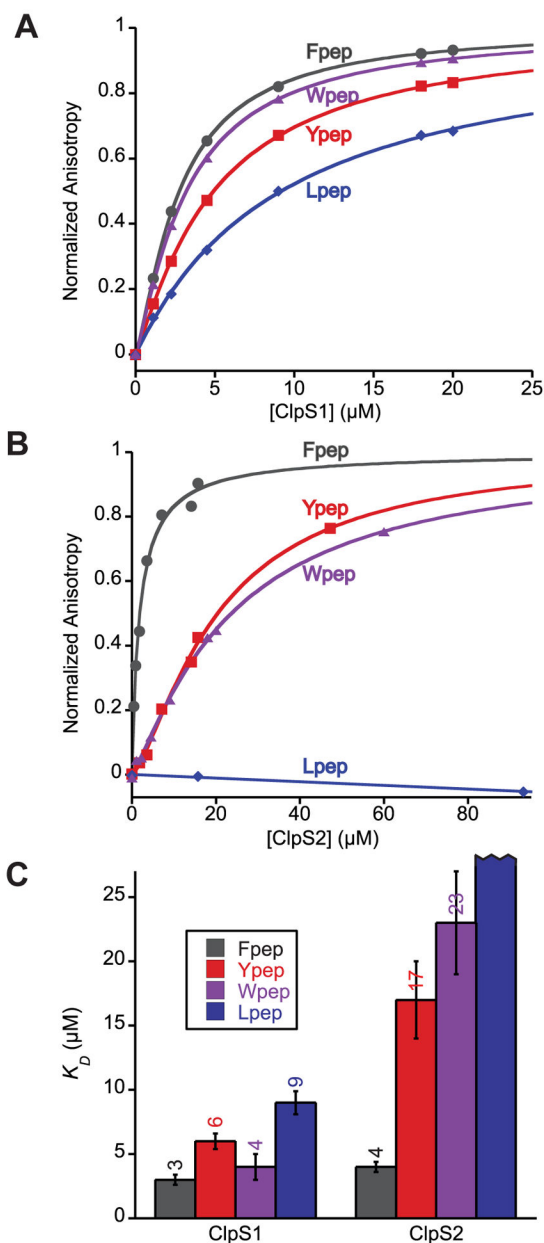 A
1
0.8
0.6
0.4
0.2
0
Normalized Anisotropy
Fpep
Wpep
Ypep
Lpep
0 5 10 15 20 25
[ClpS1] (µM)
B
1
0.8
0.6
0.4
0.2
0
Normalized Anisotropy
Fpep
Ypep
Wpep
Lpep
0 20 40 60 80
[ClpS2] (µM)
C
25
20
15
10
5
0
K_D (µM)
Fpep
Ypep
Wpep
Lpep
3 6 4 9 4 17 23
ClpS1 ClpS2